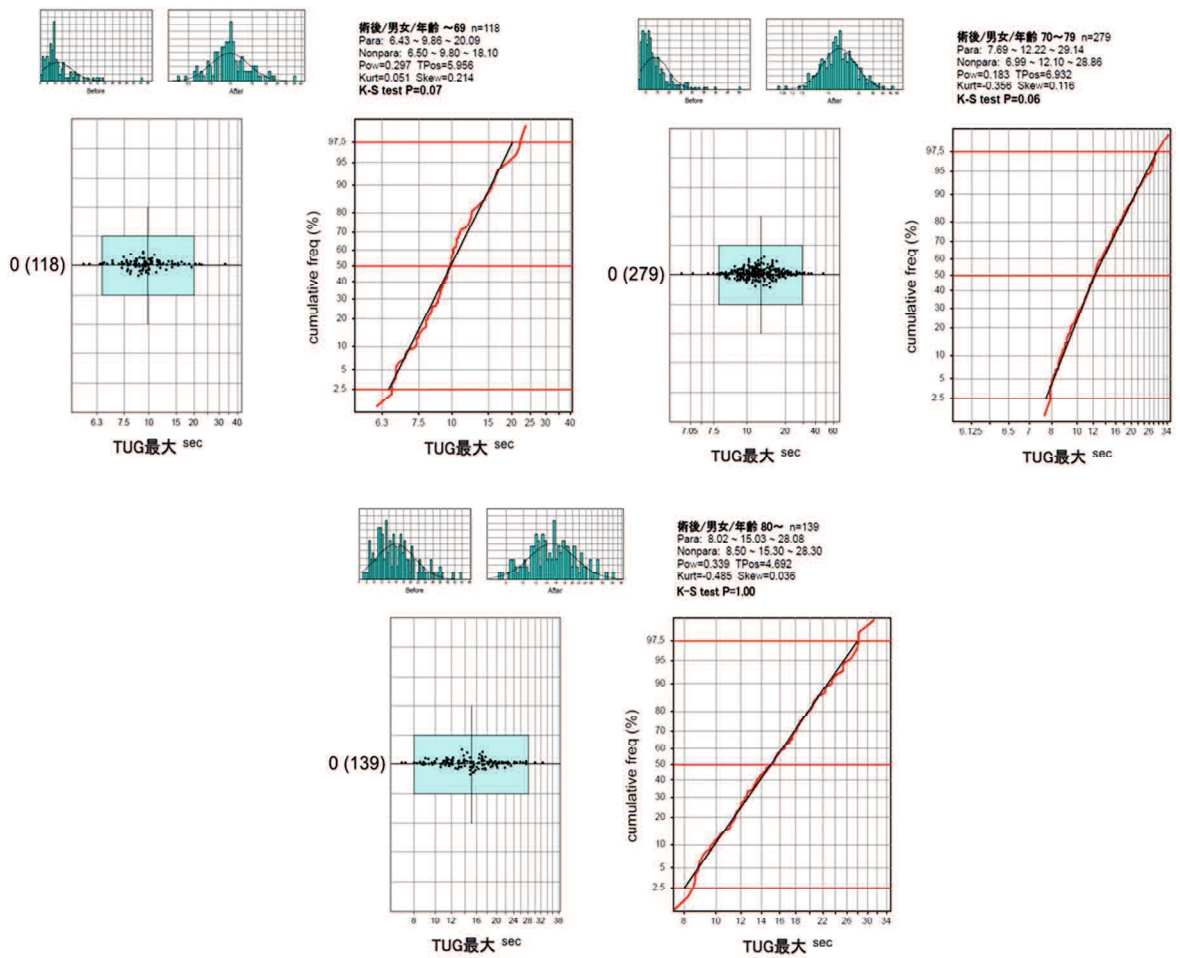 術後/男女/年齢 ～69 n=118
Para: 6.43 ~ 9.86 ~ 20.09
Nonpara: 6.50 ~ 9.80 ~ 18.10
Pow=0.297 TPos=5.956
Kurt=0.051 Skew=0.214
K-S test P=0.07
Before
After
0 (118)
6.3 7.5 10 15 20 30 40
TUG最大 sec
cumulative freq (%)
97.5
95
90
80
70
60
50
40
30
20
10
5
2.5
6.3 7.5 10 15 20 25 30 40
TUG最大 sec
術後/男女/年齢 70～79 n=279
Para: 7.69 ~ 12.22 ~ 29.14
Nonpara: 6.99 ~ 12.10 ~ 28.86
Pow=0.183 TPos=6.932
Kurt=-0.356 Skew=0.116
K-S test P=0.06
Before
After
0 (279)
7.05 7.5 10 20 40 60
TUG最大 sec
cumulative freq (%)
97.5
95
90
80
70
60
50
40
30
20
10
5
2.5
6.125 6.5 7 8 10 12 16 20 26 34
TUG最大 sec
術後/男女/年齢 80～ n=139
Para: 8.02 ~ 15.03 ~ 28.08
Nonpara: 8.50 ~ 15.30 ~ 28.30
Pow=0.339 TPos=4.692
Kurt=-0.485 Skew=0.036
K-S test P=1.00
Before
After
0 (139)
8 10 12 16 20 24 28 32 38
TUG最大 sec
cumulative freq (%)
97.5
95
90
80
70
60
50
40
30
20
10
5
2.5
8 10 12 14 16 18 22 26 30 34
TUG最大 sec